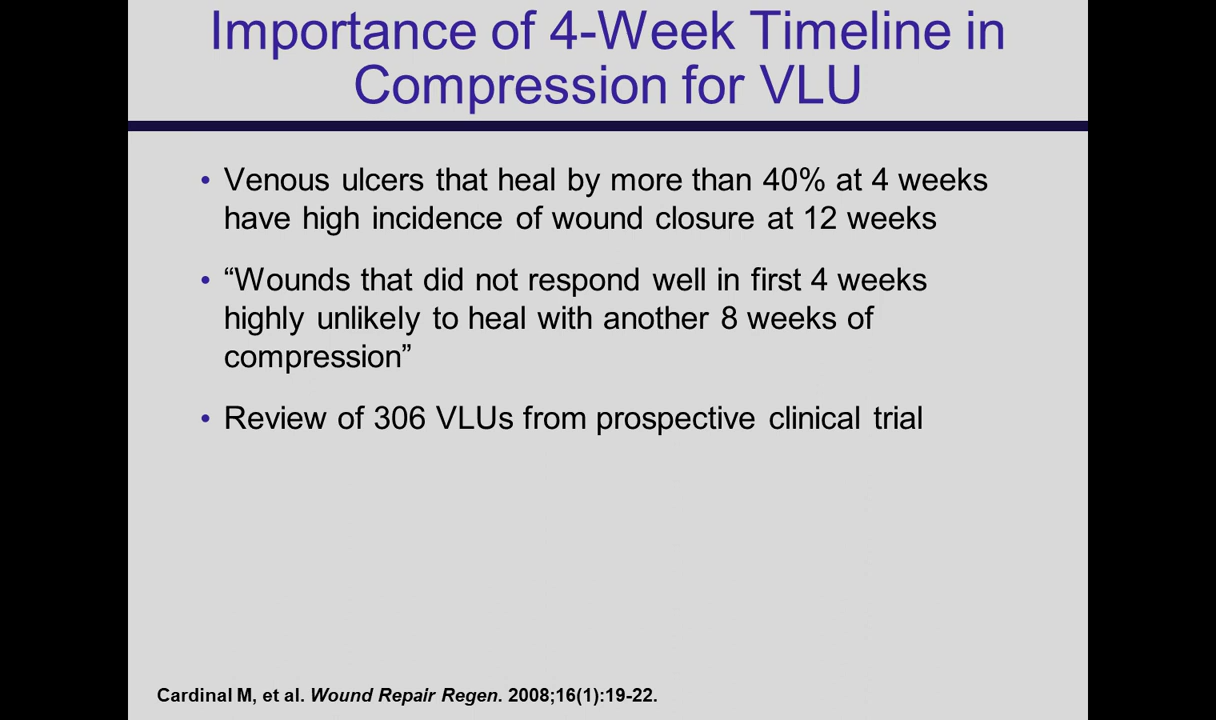 Importance of 4-Week Timeline in
Compression for VLU
• Venous ulcers that heal by more than 40% at 4 weeks
have high incidence of wound closure at 12 weeks
• “Wounds that did not respond well in first 4 weeks
highly unlikely to heal with another 8 weeks of
compression”
• Review of 306 VLUs from prospective clinical trial
Cardinal M, et al. Wound Repair Regen. 2008;16(1):19-22.